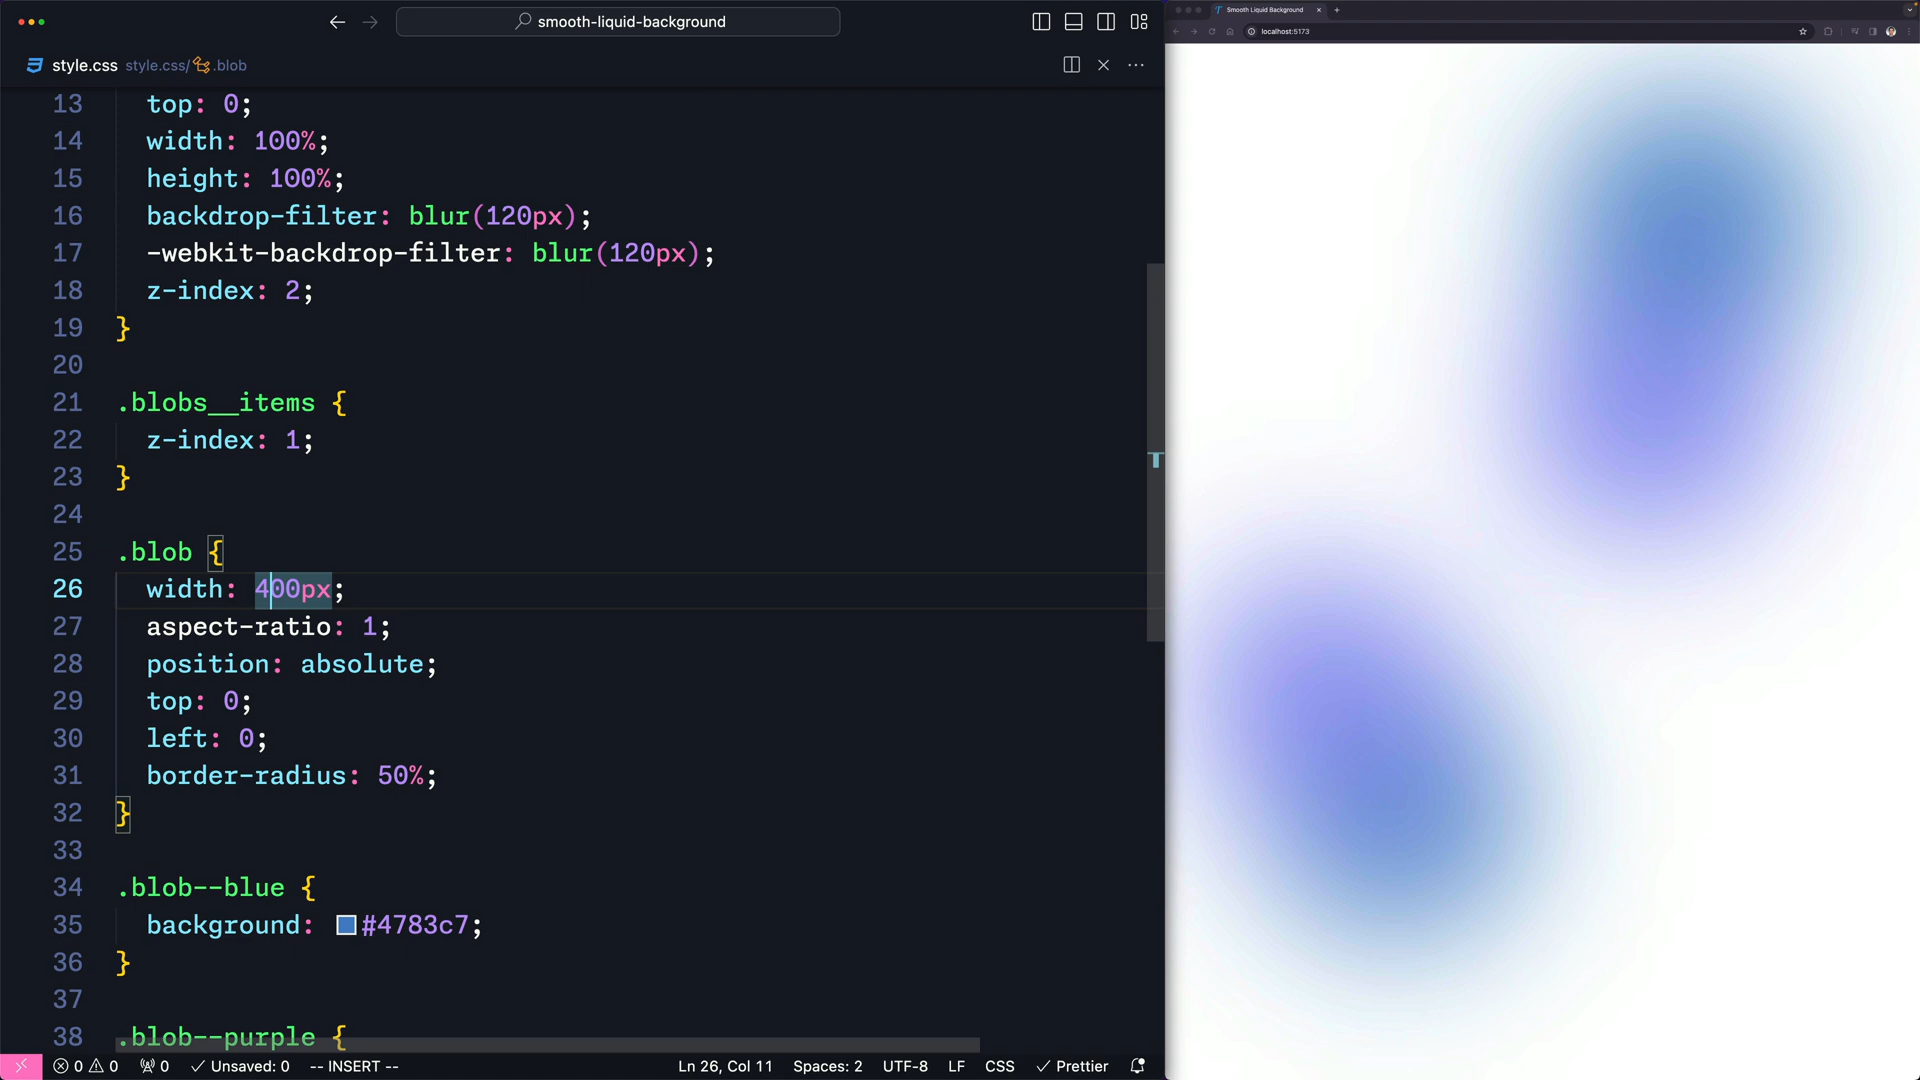 smooth-liquid-background
style.css style.css/ .blob
13 top: 0;
14 width: 100%;
15 height: 100%;
16 backdrop-filter: blur(120px);
17 -webkit-backdrop-filter: blur(120px);
18 z-index: 2;
19 }
20
21 .blobs__items {
22 z-index: 1;
23 }
24
25 .blob {
26 width: 400px;
27 aspect-ratio: 1;
28 position: absolute;
29 top: 0;
30 left: 0;
31 border-radius: 50%;
32 }
33
34 .blob--blue {
35 background: #4783c7;
36 }
37
38 .blob--purple {
0 0 0 Unsaved: 0 -- INSERT -- Ln 26, Col 11 Spaces: 2 UTF-8 LF CSS Prettier
Smooth Liquid Background
localhost:5173